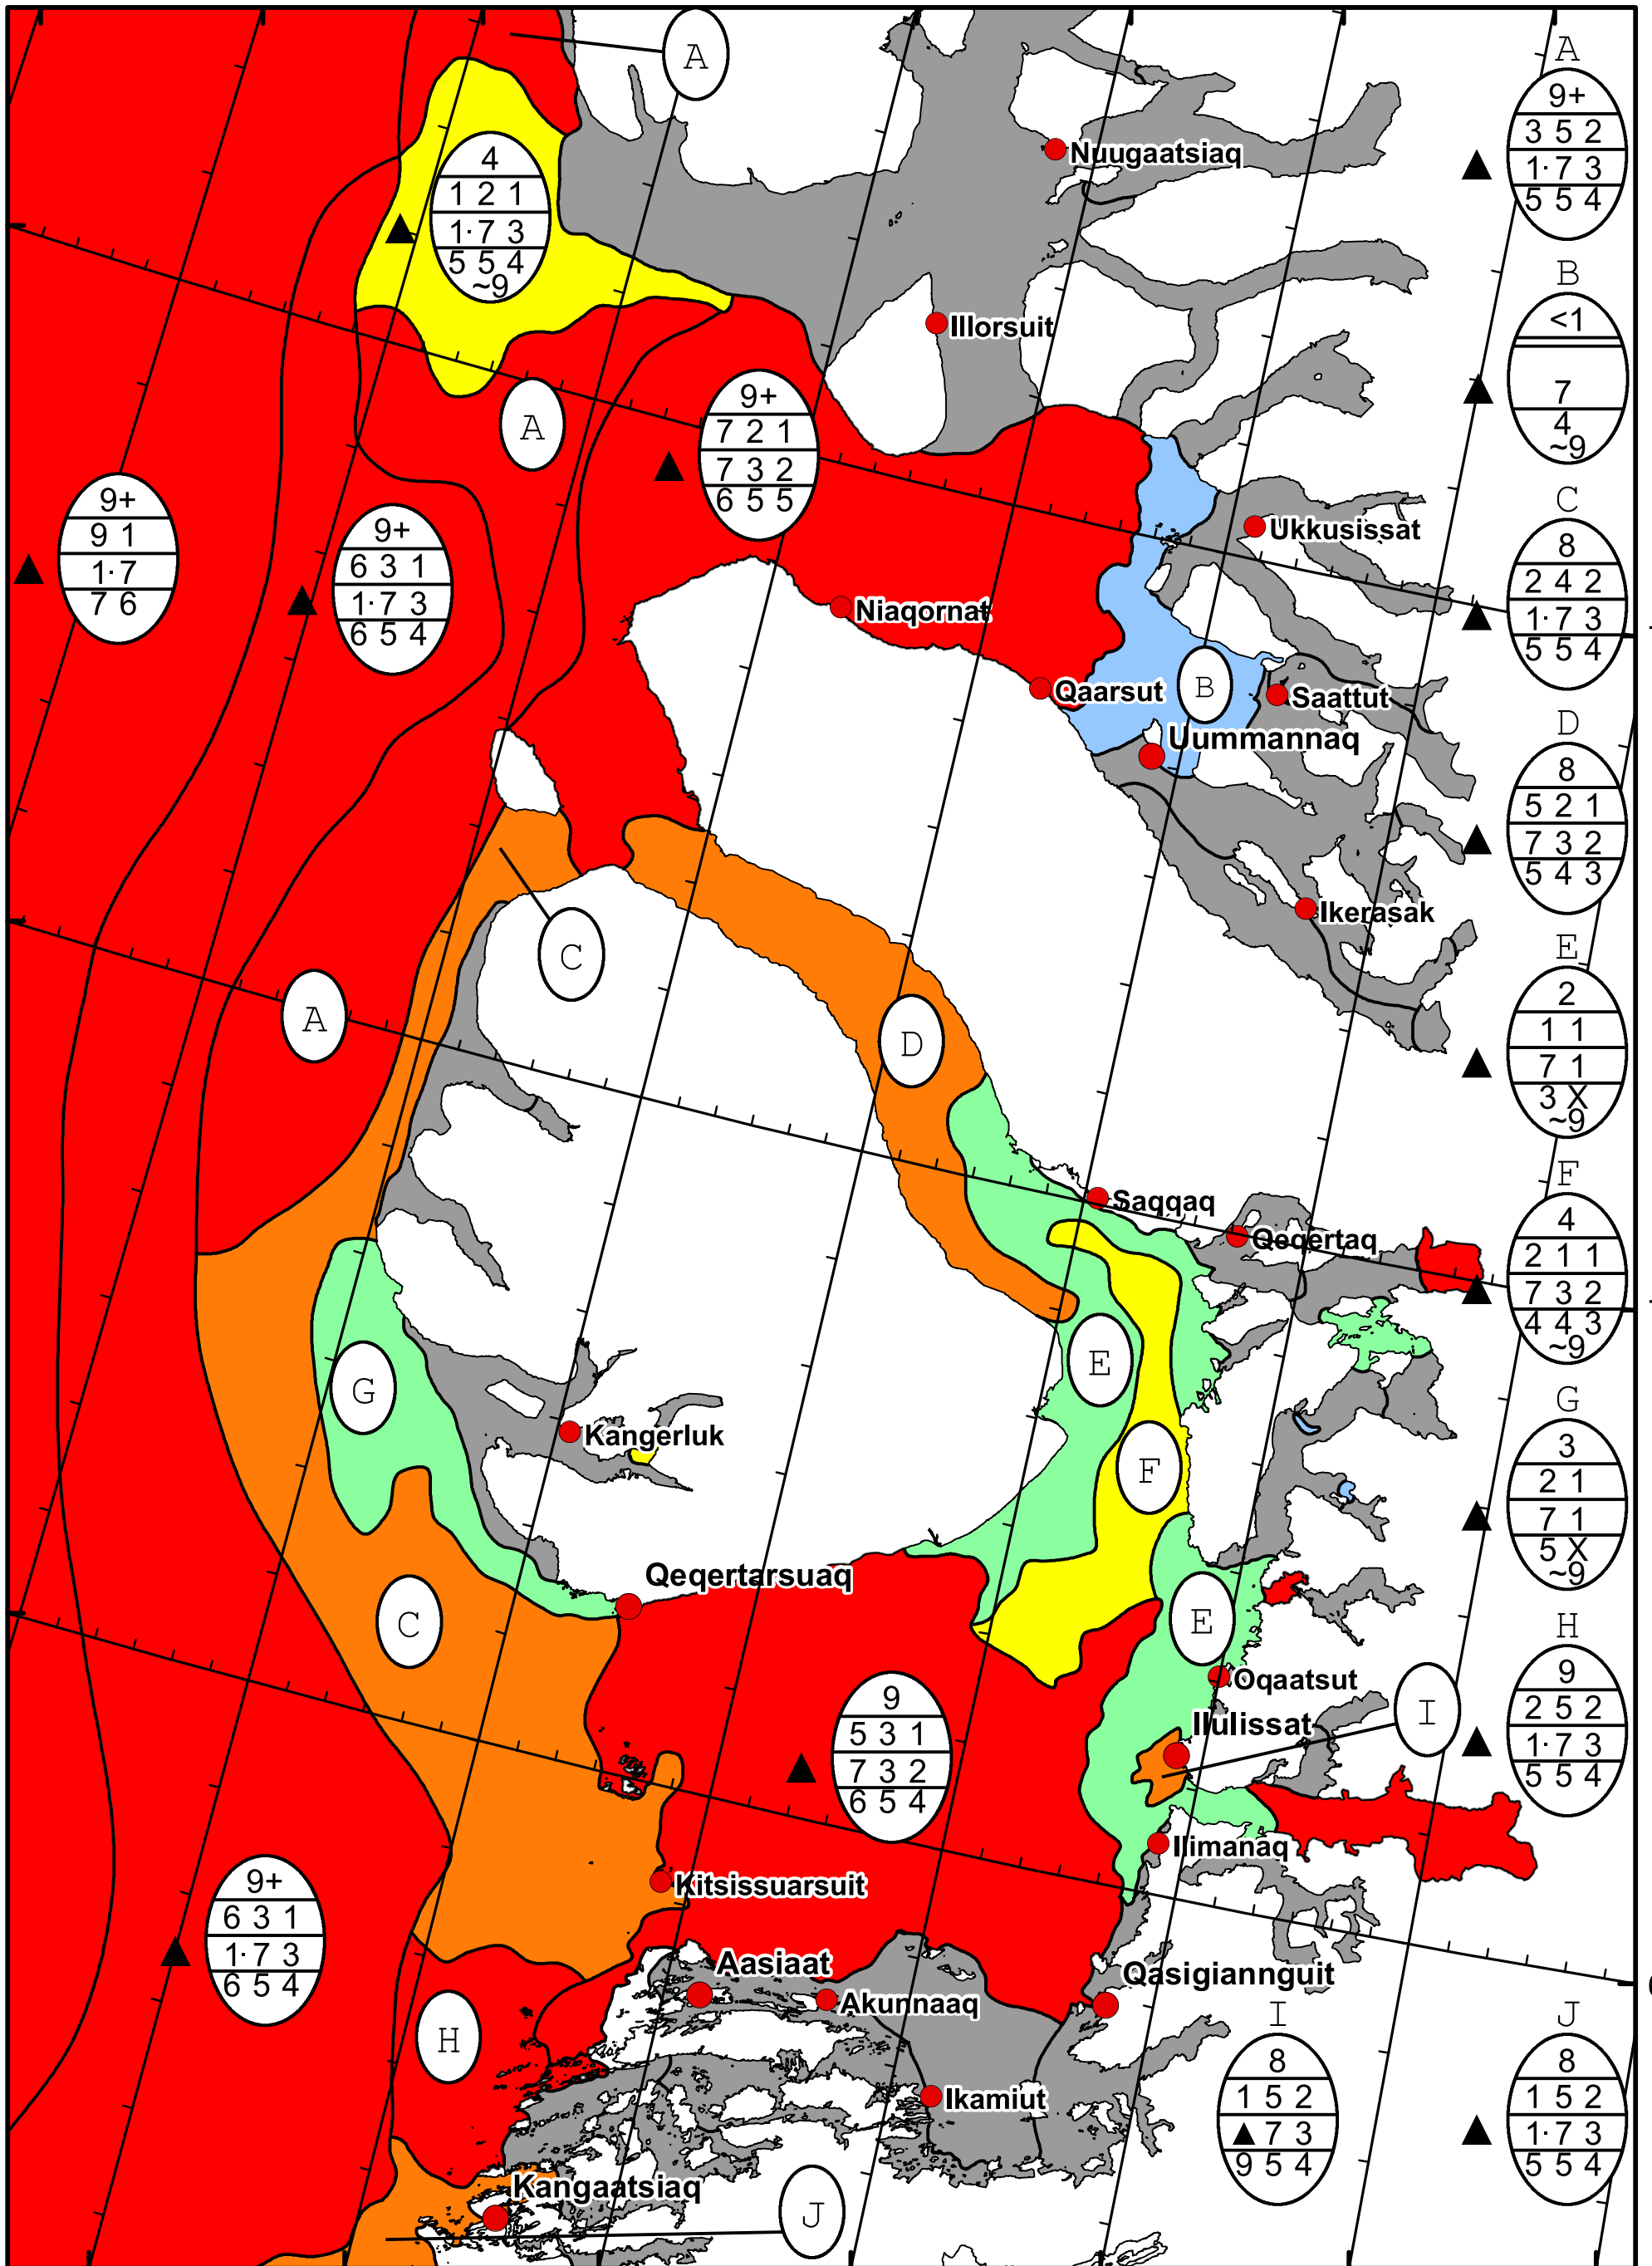 A
4
1 2 1
1· 7 3
5 5 4
~9
Nuugaatsiaq
Illorsuit
A
9+
7 2 1
7 3 2
6 5 5
9+
9 1
1· 7
7 6
9+
6 3 1
1· 7 3
6 5 4
Ukkusissat
Niaqornat
Qaarsut
B
Saattut
Uummannaq
Ikerasak
C
A
D
Saqqaq
Qeqertaq
E
G
Kangerluk
F
Qeqertarsuaq
C
E
Oqaatsut
Ilulissat
I
9
5 3 1
7 3 2
6 5 4
Ilimanaq
Kitsissuarsuit
9+
6 3 1
1· 7 3
6 5 4
Aasiaat
Akunnaaq
Qasigiannguit
H
Ikamiut
Kangaatsiaq
J
A
9+
3 5 2
1· 7 3
5 5 4
B
<1
7
4
~9
C
8
2 4 2
1· 7 3
5 5 4
D
8
5 2 1
7 3 2
5 4 3
E
2
1 1
7 1
3 X
~9
F
4
2 1 1
7 3 2
4 4 3
~9
G
3
2 1
7 1
5 X
~9
H
9
2 5 2
1· 7 3
5 5 4
I
8
1 5 2
▲ 7 3
9 5 4
J
8
1 5 2
1· 7 3
5 5 4